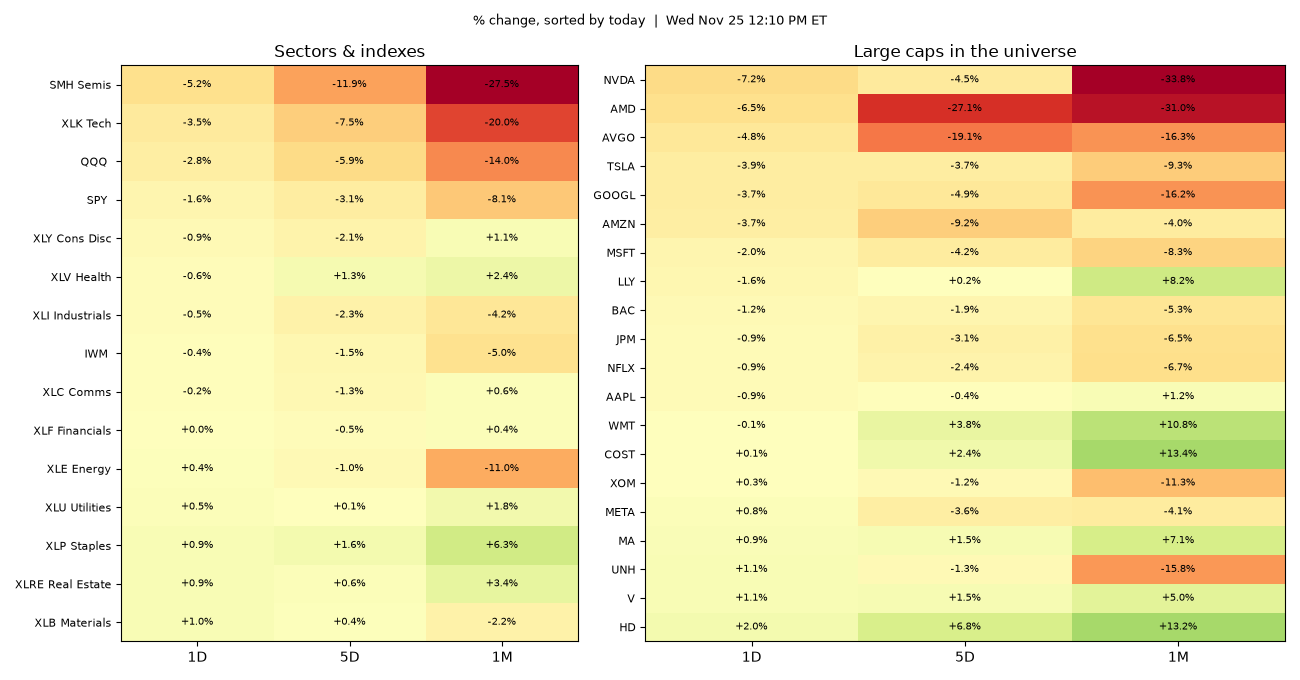 % change, sorted by today | Wed Nov 25 12:10 PM ET
Sectors & indexes
SMH Semis -5.2% -11.9% -27.5%
XLK Tech -3.5% -7.5% -20.0%
QQQ -2.8% -5.9% -14.0%
SPY -1.6% -3.1% -8.1%
XLY Cons Disc -0.9% -2.1% +1.1%
XLV Health -0.6% +1.3% +2.4%
XLI Industrials -0.5% -2.3% -4.2%
IWM -0.4% -1.5% -5.0%
XLC Comms -0.2% -1.3% +0.6%
XLF Financials +0.0% -0.5% +0.4%
XLE Energy +0.4% -1.0% -11.0%
XLU Utilities +0.5% +0.1% +1.8%
XLP Staples +0.9% +1.6% +6.3%
XLRE Real Estate +0.9% +0.6% +3.4%
XLB Materials +1.0% +0.4% -2.2%
1D 5D 1M
Large caps in the universe
NVDA -7.2% -4.5% -33.8%
AMD -6.5% -27.1% -31.0%
AVGO -4.8% -19.1% -16.3%
TSLA -3.9% -3.7% -9.3%
GOOGL -3.7% -4.9% -16.2%
AMZN -3.7% -9.2% -4.0%
MSFT -2.0% -4.2% -8.3%
LLY -1.6% +0.2% +8.2%
BAC -1.2% -1.9% -5.3%
JPM -0.9% -3.1% -6.5%
NFLX -0.9% -2.4% -6.7%
AAPL -0.9% -0.4% +1.2%
WMT -0.1% +3.8% +10.8%
COST +0.1% +2.4% +13.4%
XOM +0.3% -1.2% -11.3%
META +0.8% -3.6% -4.1%
MA +0.9% +1.5% +7.1%
UNH +1.1% -1.3% -15.8%
V +1.1% +1.5% +5.0%
HD +2.0% +6.8% +13.2%
1D 5D 1M